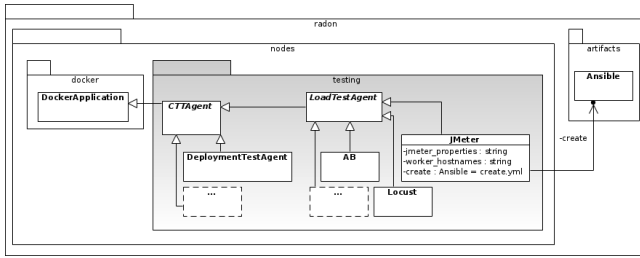 radon
nodes
artifacts
docker
testing
Ansible
DockerApplication
CTTAgent
LoadTestAgent
JMeter
-jmeter_properties : string
-worker_hostnames : string
-create : Ansible = create.yml
-create
DeploymentTestAgent
AB
...
...
Locust